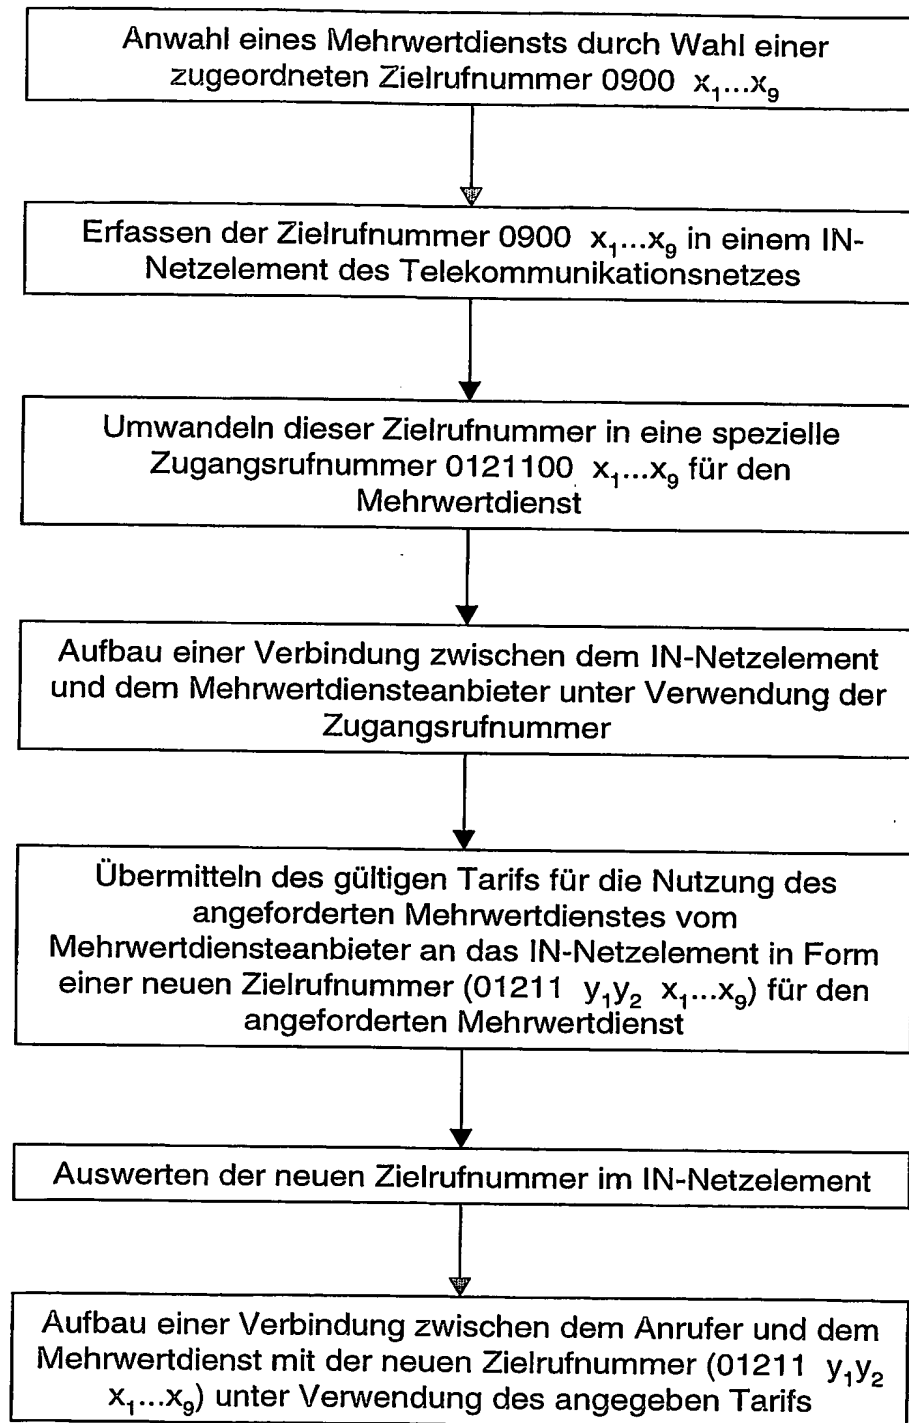 Anwahl eines Mehrwertdiensts durch Wahl einer
zugeordneten Zielrufnummer 0900 x₁...x₉
Erfassen der Zielrufnummer 0900 x₁...x₉ in einem IN-
Netzelement des Telekommunikationsnetzes
Umwandeln dieser Zielrufnummer in eine spezielle
Zugangsrufnummer 0121100 x₁...x₉ für den
Mehrwertdienst
Aufbau einer Verbindung zwischen dem IN-Netzelement
und dem Mehrwertdiensteanbieter unter Verwendung der
Zugangsrufnummer
Übermitteln des gültigen Tarifs für die Nutzung des
angeforderten Mehrwertdienstes vom
Mehrwertdiensteanbieter an das IN-Netzelement in Form
einer neuen Zielrufnummer (01211 y₁y₂ x₁...x₉) für den
angeforderten Mehrwertdienst
Auswerten der neuen Zielrufnummer im IN-Netzelement
Aufbau einer Verbindung zwischen dem Anrufer und dem
Mehrwertdienst mit der neuen Zielrufnummer (01211 y₁y₂
x₁...x₉) unter Verwendung des angegeben Tarifs